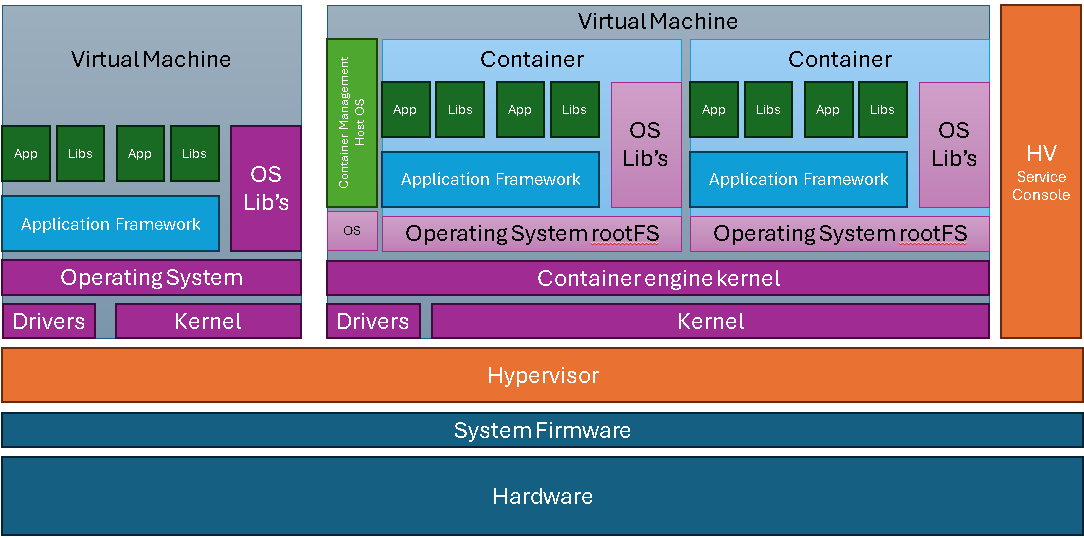 Virtual Machine
App
Libs
App
Libs
OS
Lib's
Application Framework
Operating System
Drivers
Kernel
Virtual Machine
Container Management
Host OS
OS
Container
App
Libs
App
Libs
OS
Lib's
Application Framework
Operating System rootFS
Container
App
Libs
App
Libs
OS
Lib's
Application Framework
Operating System rootFS
Container engine kernel
Drivers
Kernel
HV
Service
Console
Hypervisor
System Firmware
Hardware